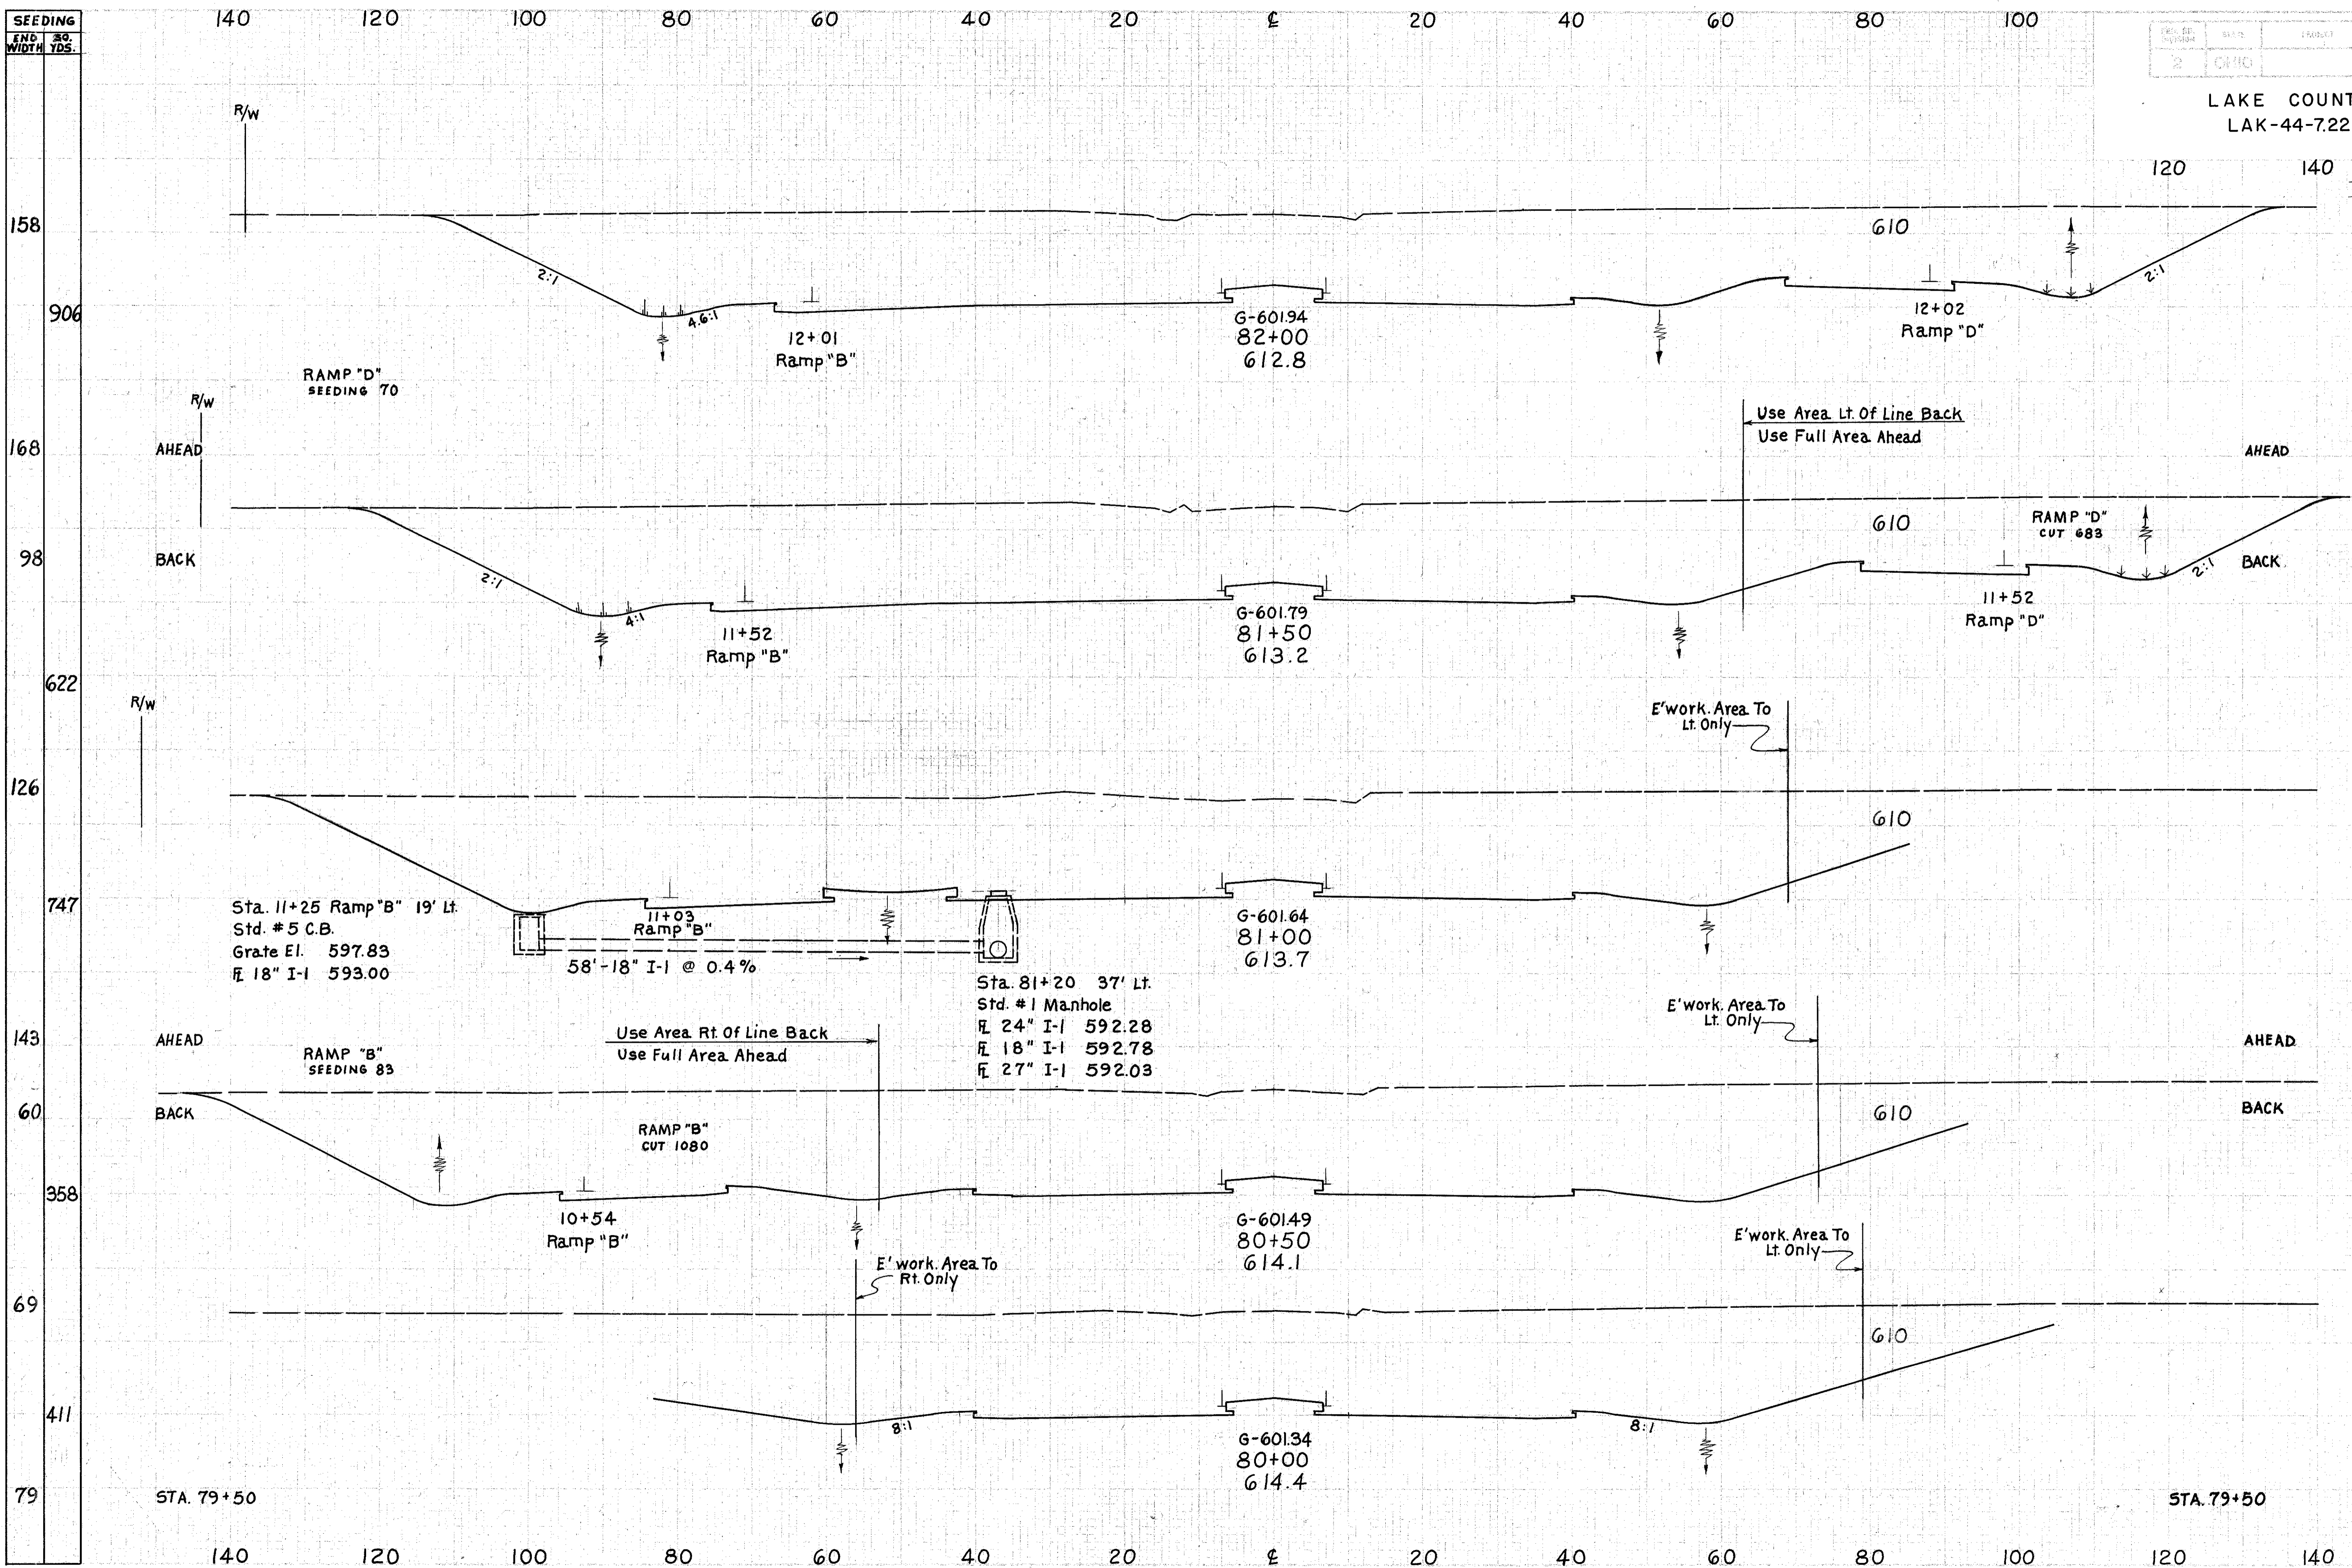 SEEDING
END WIDTH
SQ. YDS.
140 120 100 80 60 40 20 ℄ 20 40 60 80 100
2 OHIO
LAKE COUNT
LAK-44-7.22
120 140
R/W
158
610
2:1
2:1
906
4.6:1
12+01
Ramp "B"
G-601.94
82+00
612.8
12+02
Ramp "D"
RAMP "D"
SEEDING 70
R/W
Use Area Lt. Of Line Back
Use Full Area Ahead
168
AHEAD
AHEAD
610
RAMP "D"
CUT 683
98
BACK
BACK
2:1
2:1
4:1
11+52
Ramp "B"
G-601.79
81+50
613.2
11+52
Ramp "D"
622
R/W
E'work. Area To
Lt. Only
126
610
747
Sta. 11+25 Ramp "B" 19' Lt.
Std. #5 C.B.
Grate El. 597.83
℄ 18" I-1 593.00
11+03
Ramp "B"
58'-18" I-1 @ 0.4%
G-601.64
81+00
613.7
Sta. 81+20 37' Lt.
Std. #1 Manhole
FL 24" I-1 592.28
FL 18" I-1 592.78
FL 27" I-1 592.03
E'work. Area To
Lt. Only
143
AHEAD
RAMP "B"
SEEDING 83
Use Area Rt. Of Line Back
Use Full Area Ahead
AHEAD
60
BACK
BACK
610
RAMP "B"
CUT 1080
358
10+54
Ramp "B"
G-601.49
80+50
614.1
E'work. Area To
Rt. Only
E'work. Area To
Lt. Only
69
610
411
8:1
8:1
G-601.34
80+00
614.4
79
STA. 79+50
STA. 79+50
140 120 100 80 60 40 20 ℄ 20 40 60 80 100 120 140